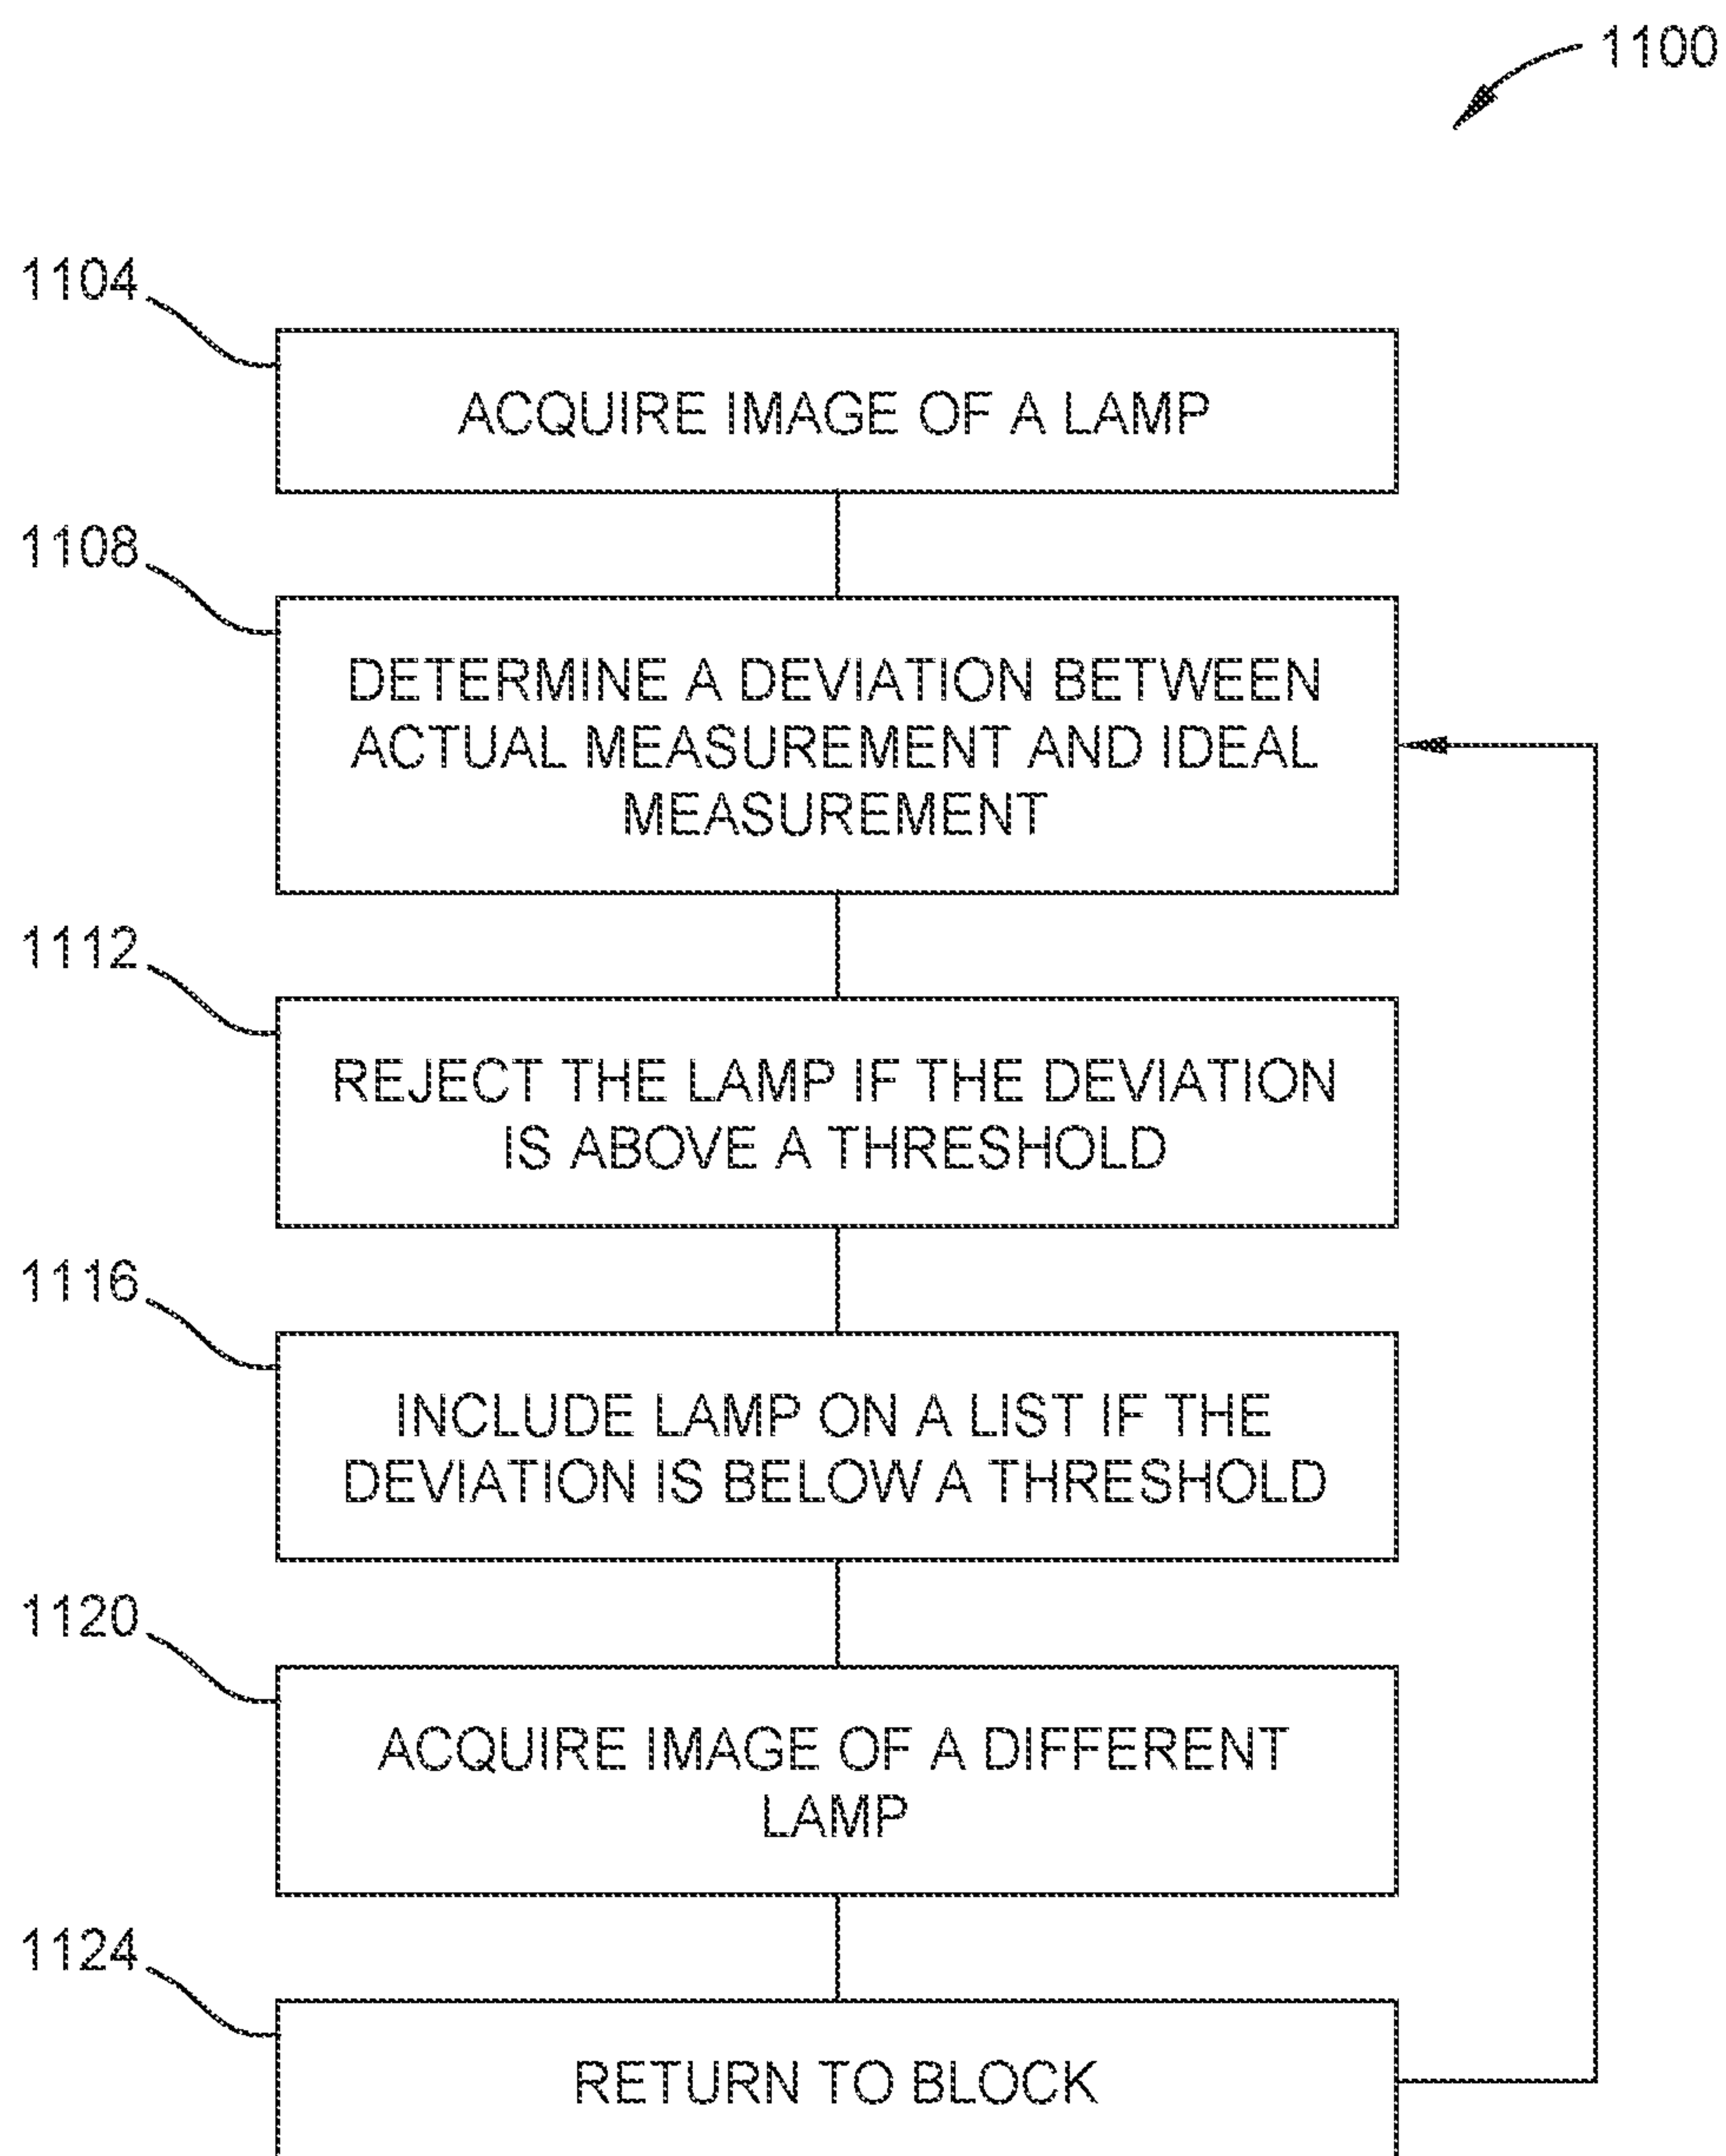 1100
1104
ACQUIRE IMAGE OF A LAMP
1108
DETERMINE A DEVIATION BETWEEN
ACTUAL MEASUREMENT AND IDEAL
MEASUREMENT
1112
REJECT THE LAMP IF THE DEVIATION
IS ABOVE A THRESHOLD
1116
INCLUDE LAMP ON A LIST IF THE
DEVIATION IS BELOW A THRESHOLD
1120
ACQUIRE IMAGE OF A DIFFERENT
LAMP
1124
RETURN TO BLOCK